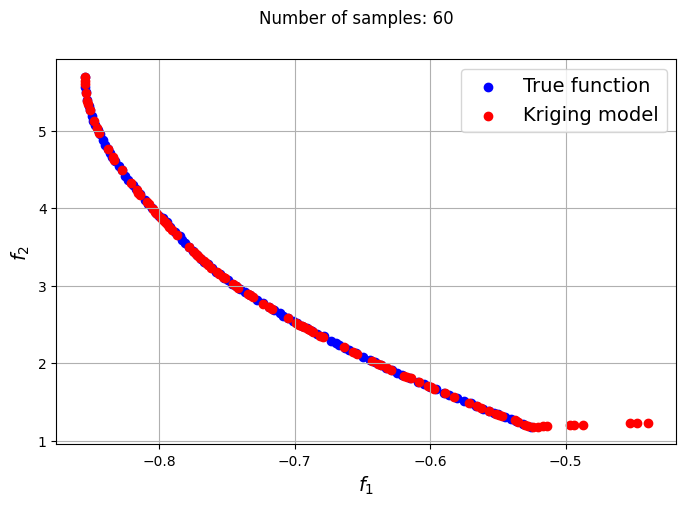 Number of samples: 60
True function
Kriging model
f₂
5
4
3
2
1
−0.8
−0.7
−0.6
−0.5
f₁